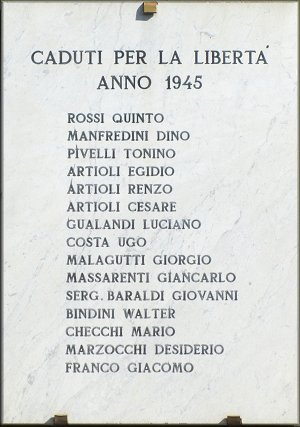 CADUTI PER LA LIBERTA'
ANNO 1945
ROSSI QUINTO
MANFREDINI DINO
PIVELLI TONINO
ARTIOLI EGIDIO
ARTIOLI RENZO
ARTIOLI CESARE
GUALANDI LUCIANO
COSTA UGO
MALAGUTTI GIORGIO
MASSARENTI GIANCARLO
SERG. BARALDI GIOVANNI
BINDINI WALTER
CHECCHI MARIO
MARZOCCHI DESIDERIO
FRANCO GIACOMO